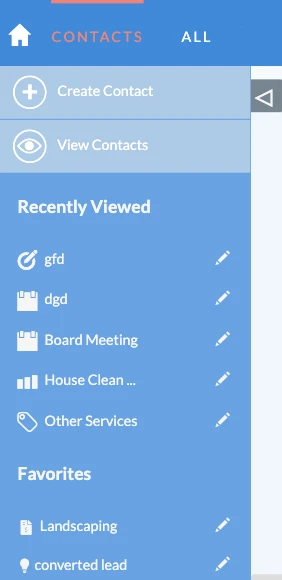 CONTACTS ALL
Create Contact
View Contacts
Recently Viewed
gfd
dgd
Board Meeting
House Clean ...
Other Services
Favorites
Landscaping
converted lead